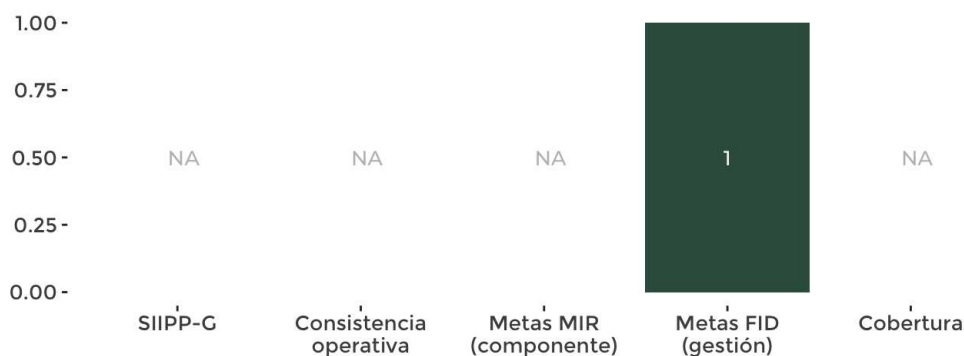 1.00
0.75
0.50
0.25
0.00
NA NA NA 1 NA
SIIPP-G Consistencia Metas MIR Metas FID Cobertura
operativa (componente) (gestión)